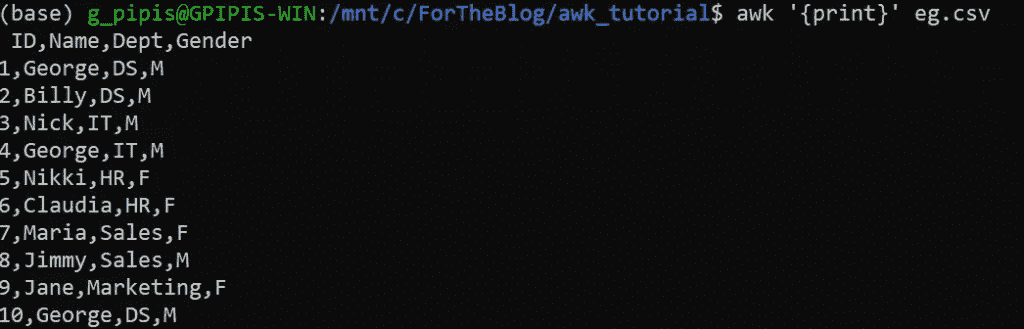 (base) g_pipis@GPIPIS-WIN:/mnt/c/ForTheBlog/awk_tutorial$ awk '{print}' eg.csv
ID,Name,Dept,Gender
1,George,DS,M
2,Billy,DS,M
3,Nick,IT,M
4,George,IT,M
5,Nikki,HR,F
6,Claudia,HR,F
7,Maria,Sales,F
8,Jimmy,Sales,M
9,Jane,Marketing,F
10,George,DS,M